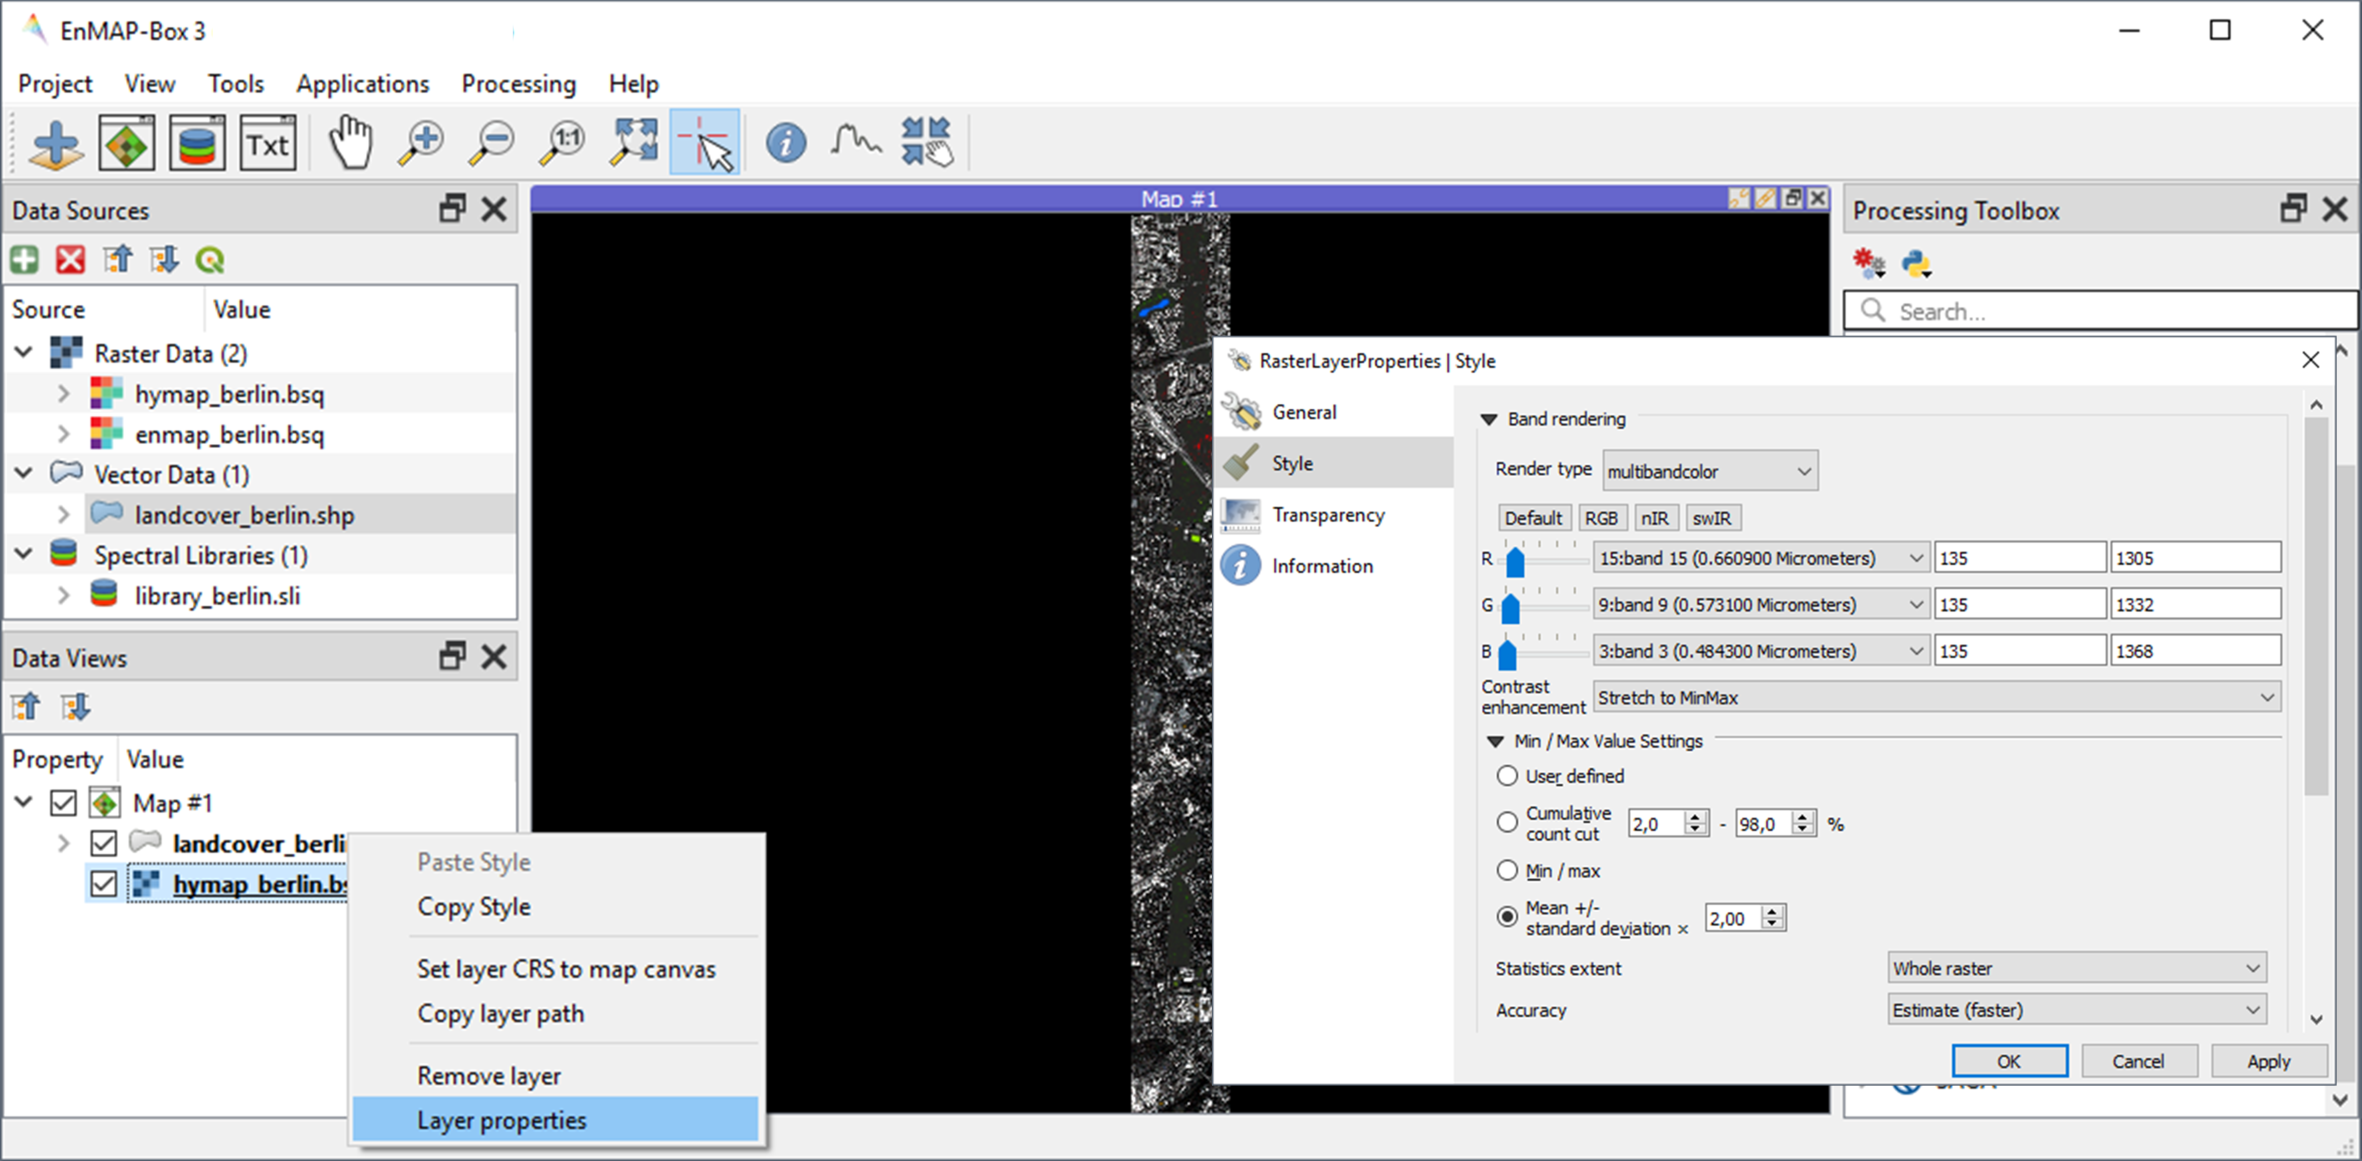 EnMAP-Box 3
Project View Tools Applications Processing Help
Txt
1:1
Data Sources
Source Value
Raster Data (2)
hymap_berlin.bsq
enmap_berlin.bsq
Vector Data (1)
landcover_berlin.shp
Spectral Libraries (1)
library_berlin.sli
Data Views
Property Value
Map #1
landcover_berli
hymap_berlin.bs
Paste Style
Copy Style
Set layer CRS to map canvas
Copy layer path
Remove layer
Layer properties
Map #1
Processing Toolbox
Search...
RasterLayerProperties | Style
General
Style
Transparency
Information
Band rendering
Render type multibandcolor
Default RGB nIR swIR
R 15:band 15 (0.660900 Micrometers) 135 1305
G 9:band 9 (0.573100 Micrometers) 135 1332
B 3:band 3 (0.484300 Micrometers) 135 1368
Contrast
enhancement Stretch to MinMax
Min / Max Value Settings
User defined
Cumulative
count cut 2,0 - 98,0 %
Min / max
Mean +/-
standard deviation × 2,00
Statistics extent Whole raster
Accuracy Estimate (faster)
OK Cancel Apply